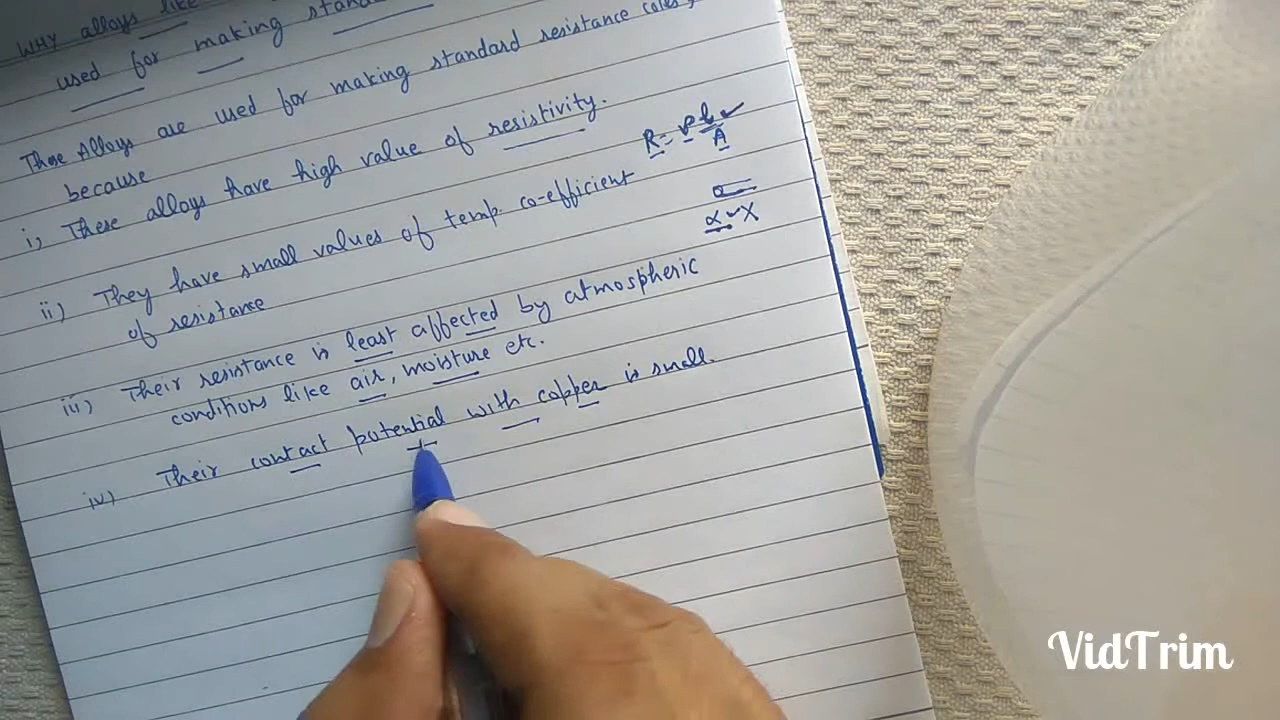 WHY alloys like
used for making
These Alloys are used for making standard resistance coils,
because
i, These alloys have high value of resistivity.
R = ρ l
A
ii) They have small values of temp. co-efficient
of resistance
α
iii) Their resistance is least affected by atmospheric
conditions like air, moisture etc.
iv) Their contact potential with copper is small.
VidTrim